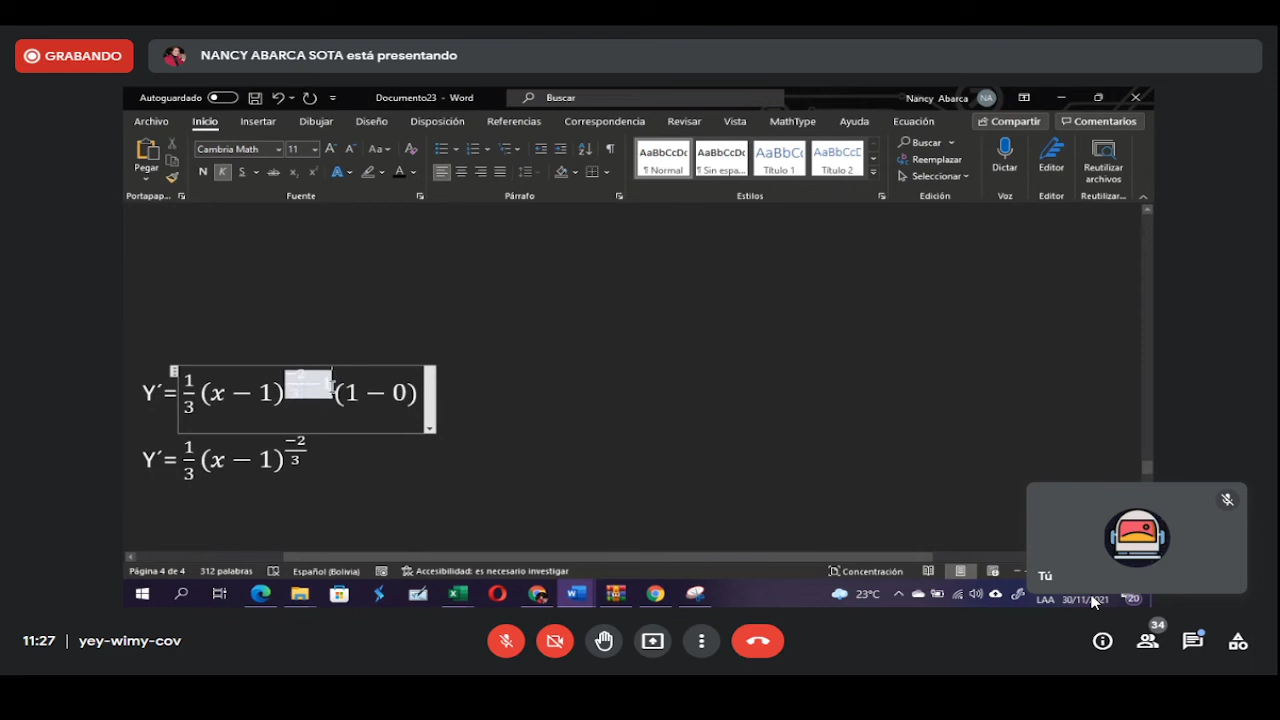 GRABANDO
NANCY ABARCA SOTA está presentando
Autoguardado
Documento23 - Word
Buscar
Nancy Abarca
NA
Archivo Inicio Insertar Dibujar Diseño Disposición Referencias Correspondencia Revisar Vista MathType Ayuda Ecuación
Compartir
Comentarios
Pegar
Cambria Math
11
A A Aa
N K S ab x x A A
AaBbCcDc
¶ Normal
AaBbCcDc
¶ Sin espa...
AaBbCc
Título 1
AaBbCcD
Título 2
Buscar
Reemplazar
Seleccionar
Dictar
Editor
Reutilizar
archivos
Portapap...
Fuente
Párrafo
Estilos
Edición
Voz
Editor
Reutilizar...
Y´= 1/3 (x − 1) (1 − 0)
Y´= 1/3 (x − 1)^(−2/3)
Página 4 de 4
312 palabras
Español (Bolivia)
Accesibilidad: es necesario investigar
Concentración
23°C
LAA
30/11/2021
20
Tú
11:27 | yey-wimy-cov
34